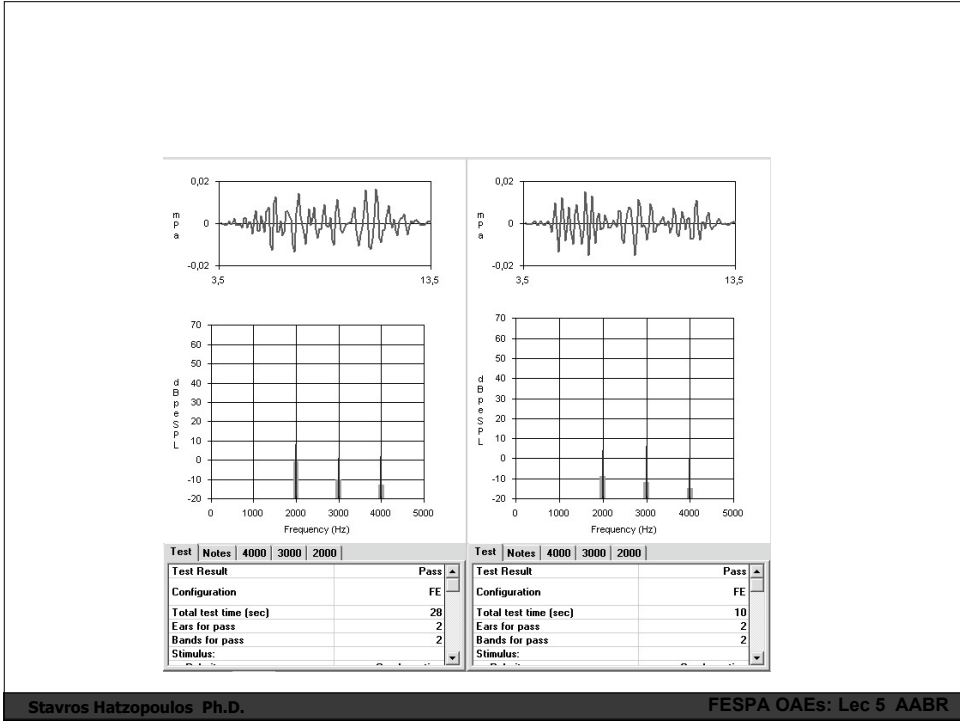 0,02
m
p
a
0
-0,02
3,5 13,5
70
60
50
40
30
20
10
0
-10
-20
d
B
p
e
S
P
L
0 1000 2000 3000 4000 5000
Frequency (Hz)
Test Notes 4000 3000 2000
Test Result Pass
Configuration FE
Total test time (sec) 28
Ears for pass 2
Bands for pass 2
Stimulus:
0,02
m
p
a
0
-0,02
3,5 13,5
70
60
50
40
30
20
10
0
-10
-20
d
B
p
e
S
P
L
0 1000 2000 3000 4000 5000
Frequency (Hz)
Test Notes 4000 3000 2000
Test Result Pass
Configuration FE
Total test time (sec) 10
Ears for pass 2
Bands for pass 2
Stimulus:
Stavros Hatzopoulos Ph.D.
FESPA OAEs: Lec 5 AABR